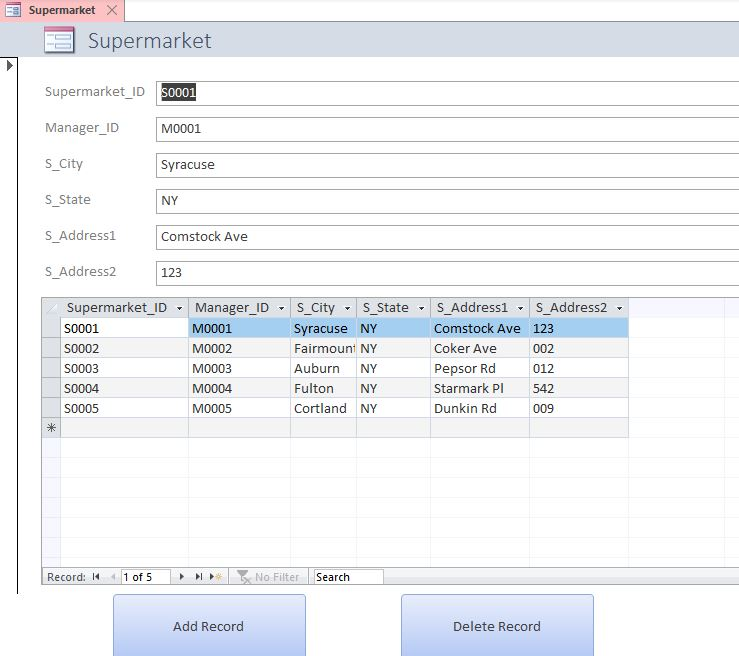 Supermarket
Supermarket
Supermarket_ID S0001
Manager_ID M0001
S_City Syracuse
S_State NY
S_Address1 Comstock Ave
S_Address2 123
Supermarket_ID Manager_ID S_City S_State S_Address1 S_Address2
S0001 M0001 Syracuse NY Comstock Ave 123
S0002 M0002 Fairmount NY Coker Ave 002
S0003 M0003 Auburn NY Pepsor Rd 012
S0004 M0004 Fulton NY Starmark Pl 542
S0005 M0005 Cortland NY Dunkin Rd 009
Record: 1 of 5 No Filter Search
Add Record Delete Record